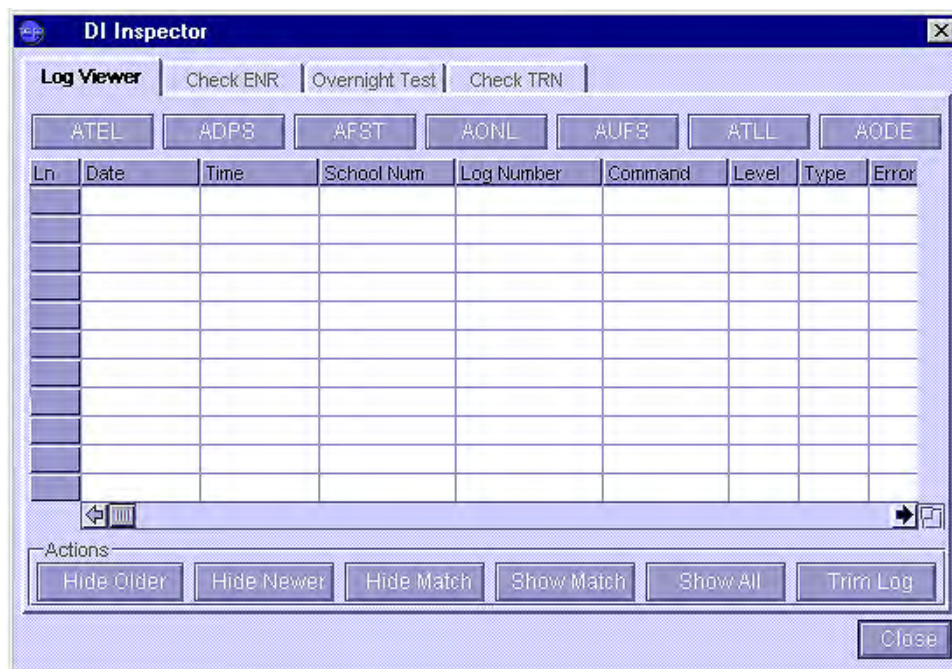 DI Inspector
Log Viewer Check ENR Overnight Test Check TRN
ATEL ADPS AFST AONL AUFS ATLL AODE
Ln Date Time School Num Log Number Command Level Type Error
Actions
Hide Older Hide Newer Hide Match Show Match Show All Trim Log
Close